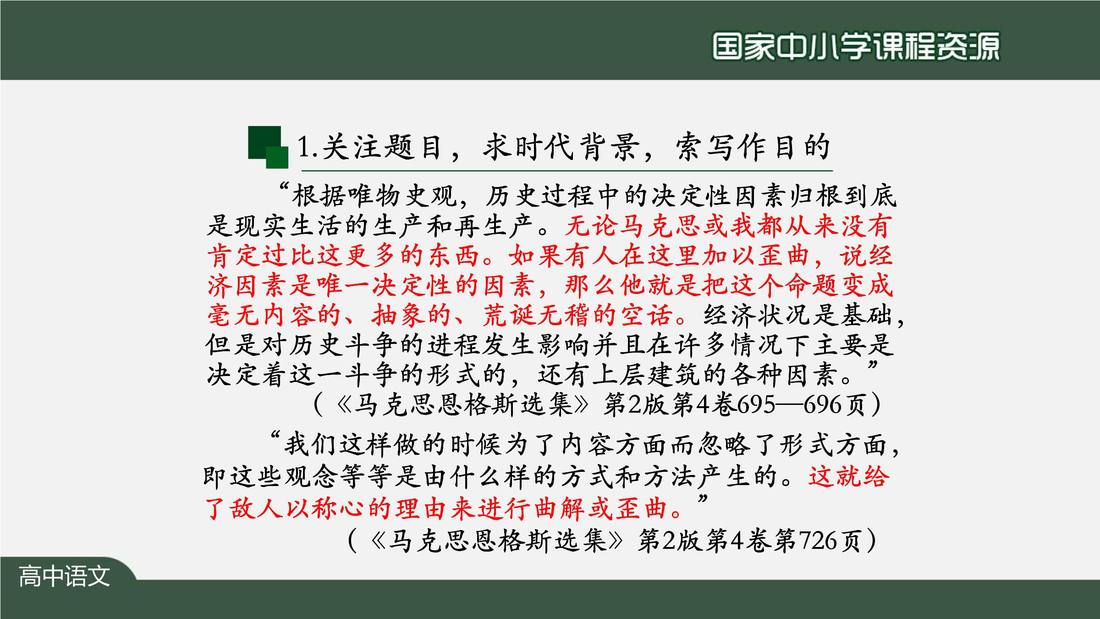 国家中小学课程资源
1.关注题目，求时代背景，索写作目的
“根据唯物史观，历史过程中的决定性因素归根到底
是现实生活的生产和再生产。无论马克思或我都从来没有
肯定过比这更多的东西。如果有人在这里加以歪曲，说经
济因素是唯一决定性的因素，那么他就是把这个命题变成
毫无内容的、抽象的、荒诞无稽的空话。经济状况是基础，
但是对历史斗争的进程发生影响并且在许多情况下主要是
决定着这一斗争的形式的，还有上层建筑的各种因素。”
（《马克思恩格斯选集》第2版第4卷695—696页）
“我们这样做的时候为了内容方面而忽略了形式方面，
即这些观念等等是由什么样的方式和方法产生的。这就给
了敌人以称心的理由来进行曲解或歪曲。”
（《马克思恩格斯选集》第2版第4卷第726页）
高中语文